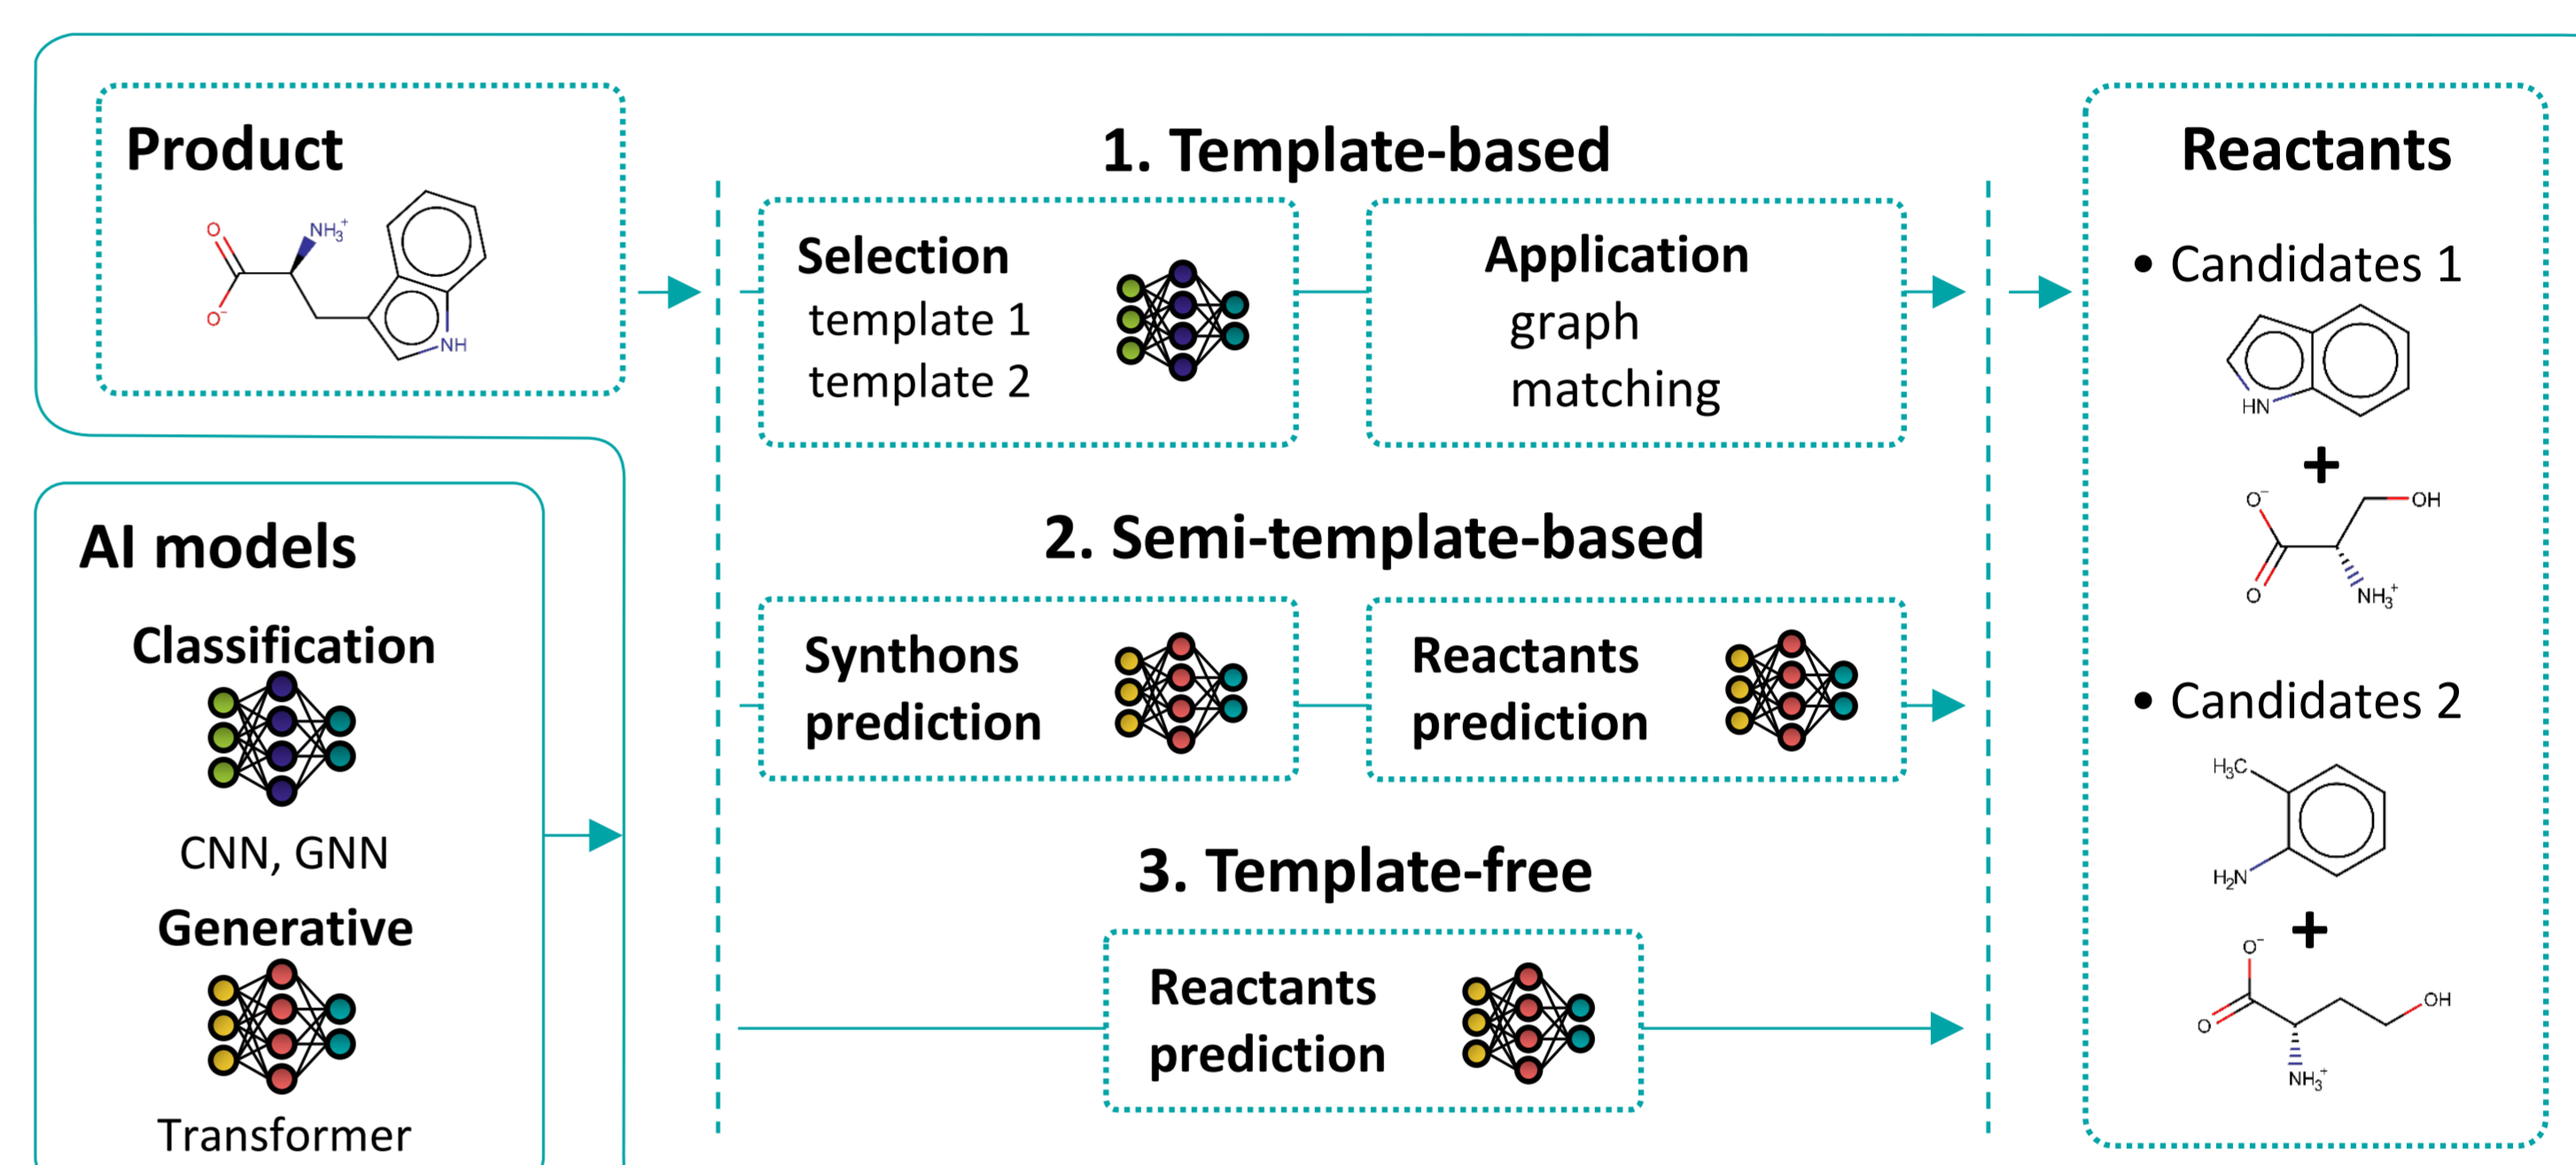 Product
O
NH₃⁺
O⁻
NH
AI models
Classification
CNN, GNN
Generative
Transformer
1. Template-based
Selection
template 1
template 2
Application
graph
matching
2. Semi-template-based
Synthons
prediction
Reactants
prediction
3. Template-free
Reactants
prediction
Reactants
• Candidates 1
HN
+
O⁻
OH
O
NH₃⁺
• Candidates 2
H₃C
H₂N
+
O⁻
OH
O
NH₃⁺